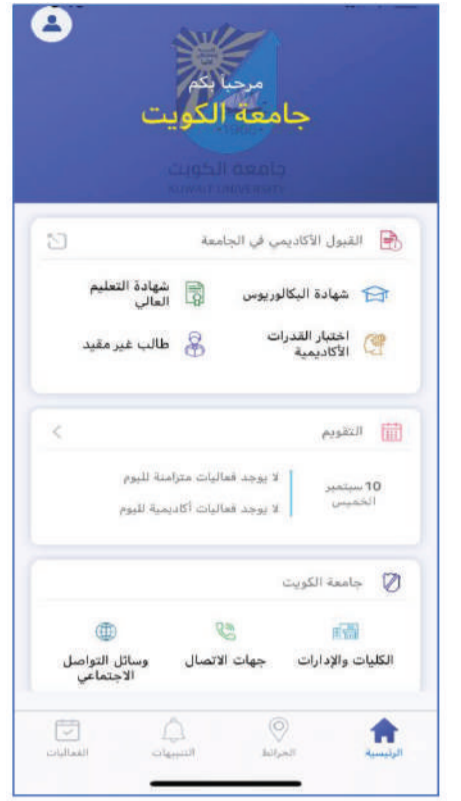 مرحباً بكم
جامعة الكويت
•1966•
جامعة الكويت
KUWAIT UNIVERSITY
القبول الأكاديمي في الجامعة
شهادة البكالوريوس
شهادة التعليم
العالي
اختبار القدرات
الأكاديمية
طالب غير مقيد
التقويم
10 سبتمبر
الخميس
لا يوجد فعاليات متزامنة لليوم
لا يوجد فعاليات أكاديمية لليوم
جامعة الكويت
الكليات والإدارات
جهات الاتصال
وسائل التواصل
الاجتماعي
الرئيسية
الخرائط
التنبيهات
الفعاليات